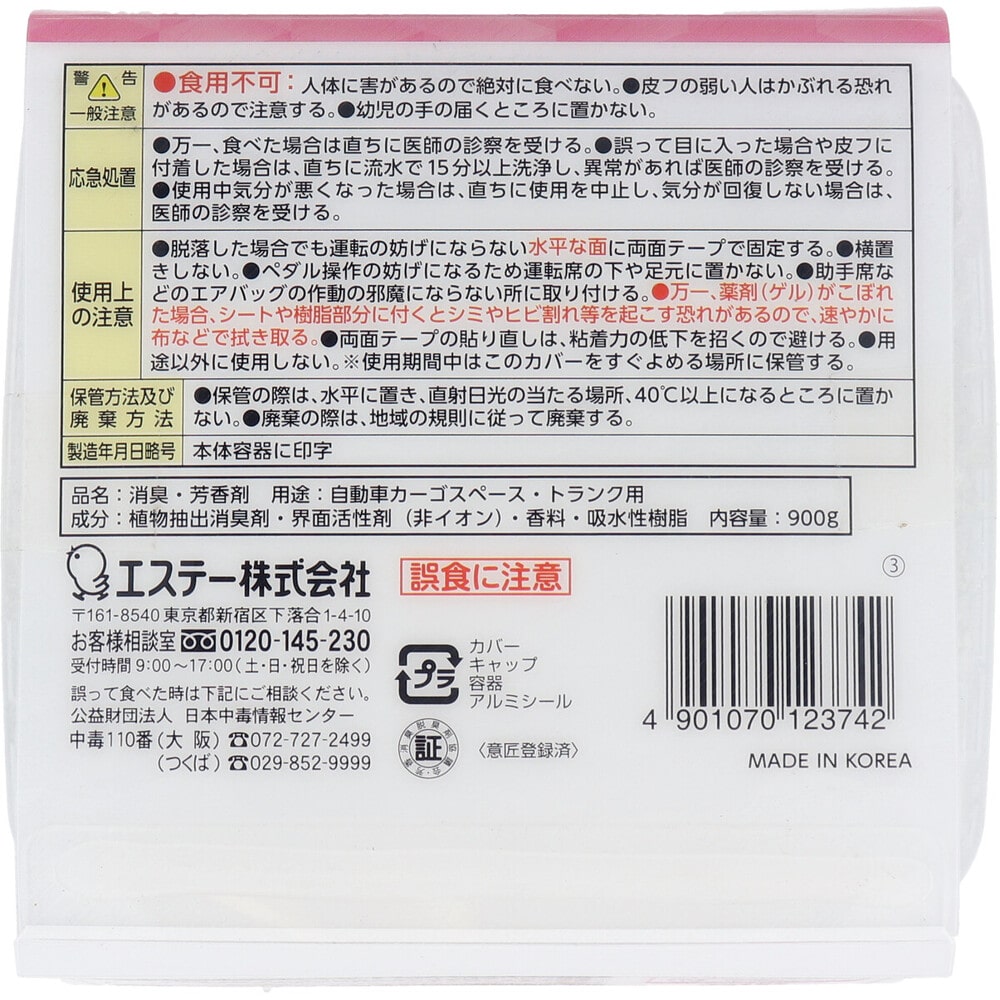 警告
一般注意
●食用不可：人体に害があるので絶対に食べない。●皮フの弱い人はかぶれる恐れ
があるので注意する。●幼児の手の届くところに置かない。
応急処置
●万一、食べた場合は直ちに医師の診察を受ける。●誤って目に入った場合や皮フに
付着した場合は、直ちに流水で15分以上洗浄し、異常があれば医師の診察を受ける。
●使用中気分が悪くなった場合は、直ちに使用を中止し、気分が回復しない場合は、
医師の診察を受ける。
使用上
の注意
●脱落した場合でも運転の妨げにならない水平な面に両面テープで固定する。●横置
きしない。●ペダル操作の妨げになるため運転席の下や足元に置かない。●助手席な
どのエアバッグの作動の邪魔にならない所に取り付ける。●万一、薬剤（ゲル）がこぼれ
た場合、シートや樹脂部分に付くとシミやヒビ割れ等を起こす恐れがあるので、速やかに
布などで拭き取る。●両面テープの貼り直しは、粘着力の低下を招くので避ける。●用
途以外に使用しない。※使用期間中はこのカバーをすぐよめる場所に保管する。
保管方法及び
廃棄方法
●保管の際は、水平に置き、直射日光の当たる場所、40℃以上になるところに置か
ない。●廃棄の際は、地域の規則に従って廃棄する。
製造年月日略号
本体容器に印字
品名：消臭・芳香剤 用途：自動車カーゴスペース・トランク用
成分：植物抽出消臭剤・界面活性剤（非イオン）・香料・吸水性樹脂 内容量：900g
エステー株式会社
〒161-8540 東京都新宿区下落合1-4-10
お客様相談室 0120-145-230
受付時間 9:00～17:00（土・日・祝日を除く）
誤って食べた時は下記にご相談ください。
公益財団法人 日本中毒情報センター
中毒110番（大 阪）☎072-727-2499
（つくば）☎029-852-9999
誤食に注意
プラ
カバー
キャップ
容器
アルミシール
証
芳香消臭脱臭剤協議会
〈意匠登録済〉
③
4 901070 123742
MADE IN KOREA